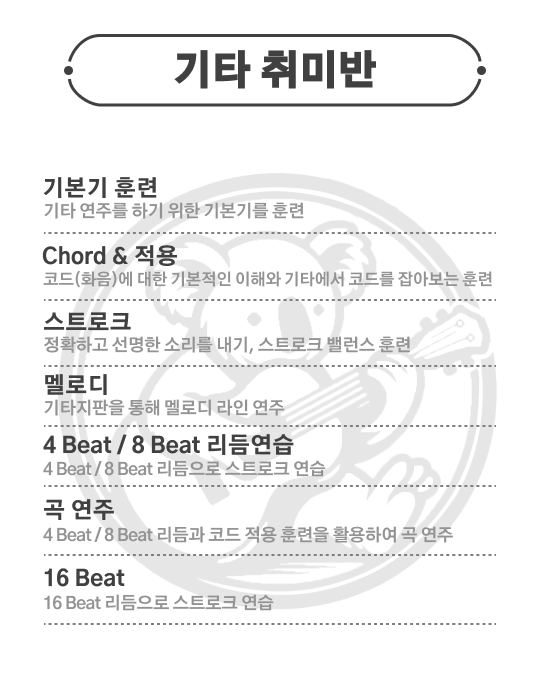 기타 취미반
기본기 훈련
기타 연주를 하기 위한 기본기를 훈련
Chord & 적용
코드(화음)에 대한 기본적인 이해와 기타에서 코드를 잡아보는 훈련
스트로크
정확하고 선명한 소리를 내기, 스트로크 밸런스 훈련
멜로디
기타지판을 통해 멜로디 라인 연주
4 Beat / 8 Beat 리듬연습
4 Beat / 8 Beat 리듬으로 스트로크 연습
곡 연주
4 Beat / 8 Beat 리듬과 코드 적용 훈련을 활용하여 곡 연주
16 Beat
16 Beat 리듬으로 스트로크 연습